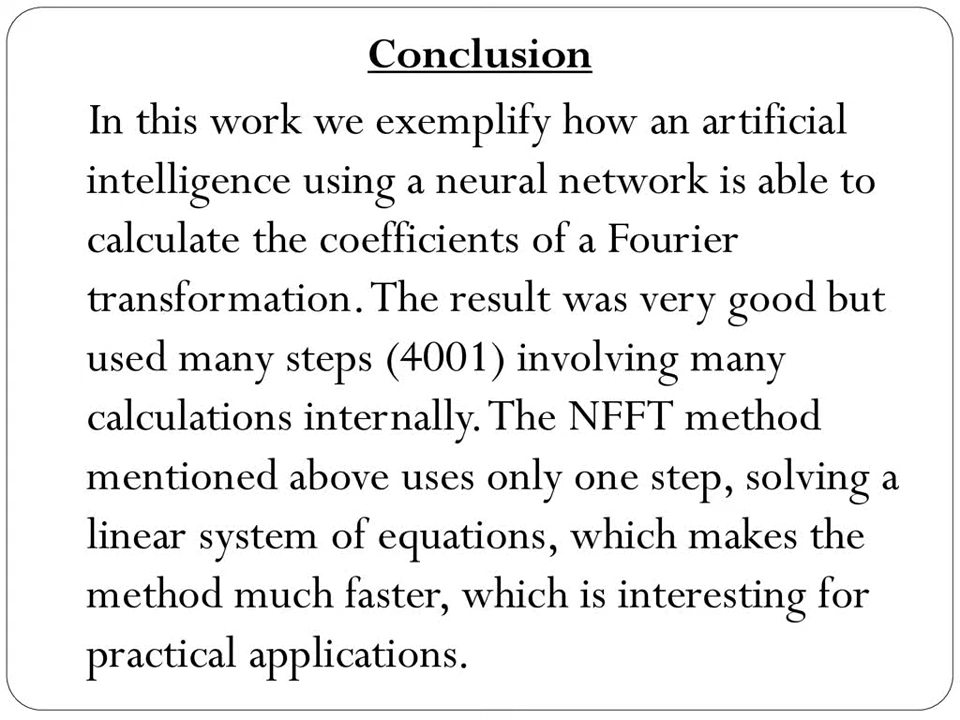 Conclusion
In this work we exemplify how an artificial
intelligence using a neural network is able to
calculate the coefficients of a Fourier
transformation. The result was very good but
used many steps (4001) involving many
calculations internally. The NFFT method
mentioned above uses only one step, solving a
linear system of equations, which makes the
method much faster, which is interesting for
practical applications.